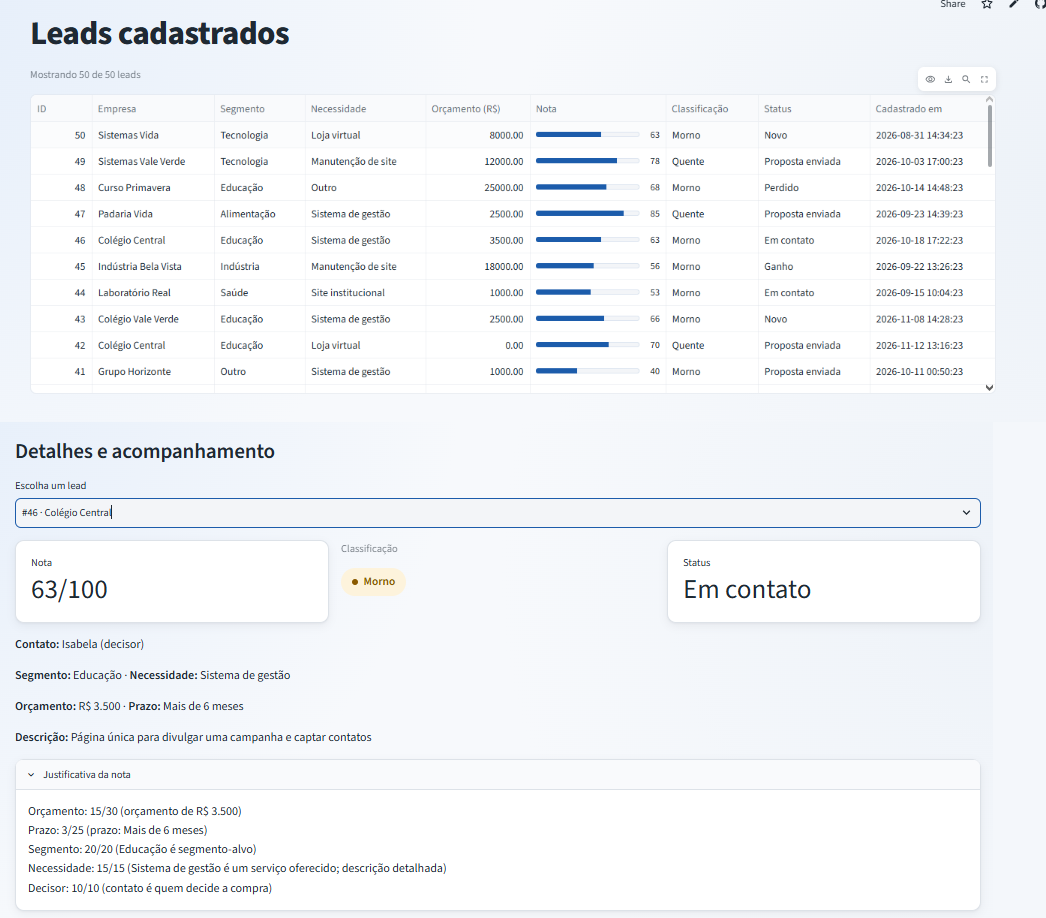 Share
Leads cadastrados
Mostrando 50 de 50 leads
ID Empresa Segmento Necessidade Orçamento (R$) Nota Classificação Status Cadastrado em
50 Sistemas Vida Tecnologia Loja virtual 8000.00 63 Morno Novo 2026-08-31 14:34:23
49 Sistemas Vale Verde Tecnologia Manutenção de site 12000.00 78 Quente Proposta enviada 2026-10-03 17:00:23
48 Curso Primavera Educação Outro 25000.00 68 Morno Perdido 2026-10-14 14:48:23
47 Padaria Vida Alimentação Sistema de gestão 2500.00 85 Quente Proposta enviada 2026-09-23 14:39:23
46 Colégio Central Educação Sistema de gestão 3500.00 63 Morno Em contato 2026-10-18 17:22:23
45 Indústria Bela Vista Indústria Manutenção de site 18000.00 56 Morno Ganho 2026-09-22 13:26:23
44 Laboratório Real Saúde Site institucional 1000.00 53 Morno Em contato 2026-09-15 10:04:23
43 Colégio Vale Verde Educação Sistema de gestão 2500.00 66 Morno Novo 2026-11-08 14:28:23
42 Colégio Central Educação Loja virtual 0.00 70 Quente Proposta enviada 2026-11-12 13:16:23
41 Grupo Horizonte Outro Sistema de gestão 1000.00 40 Morno Proposta enviada 2026-10-11 00:50:23
Detalhes e acompanhamento
Escolha um lead
#46 · Colégio Central
Nota
63/100
Classificação
Morno
Status
Em contato
Contato: Isabela (decisor)
Segmento: Educação · Necessidade: Sistema de gestão
Orçamento: R$ 3.500 · Prazo: Mais de 6 meses
Descrição: Página única para divulgar uma campanha e captar contatos
Justificativa da nota
Orçamento: 15/30 (orçamento de R$ 3.500)
Prazo: 3/25 (prazo: Mais de 6 meses)
Segmento: 20/20 (Educação é segmento-alvo)
Necessidade: 15/15 (Sistema de gestão é um serviço oferecido; descrição detalhada)
Decisor: 10/10 (contato é quem decide a compra)